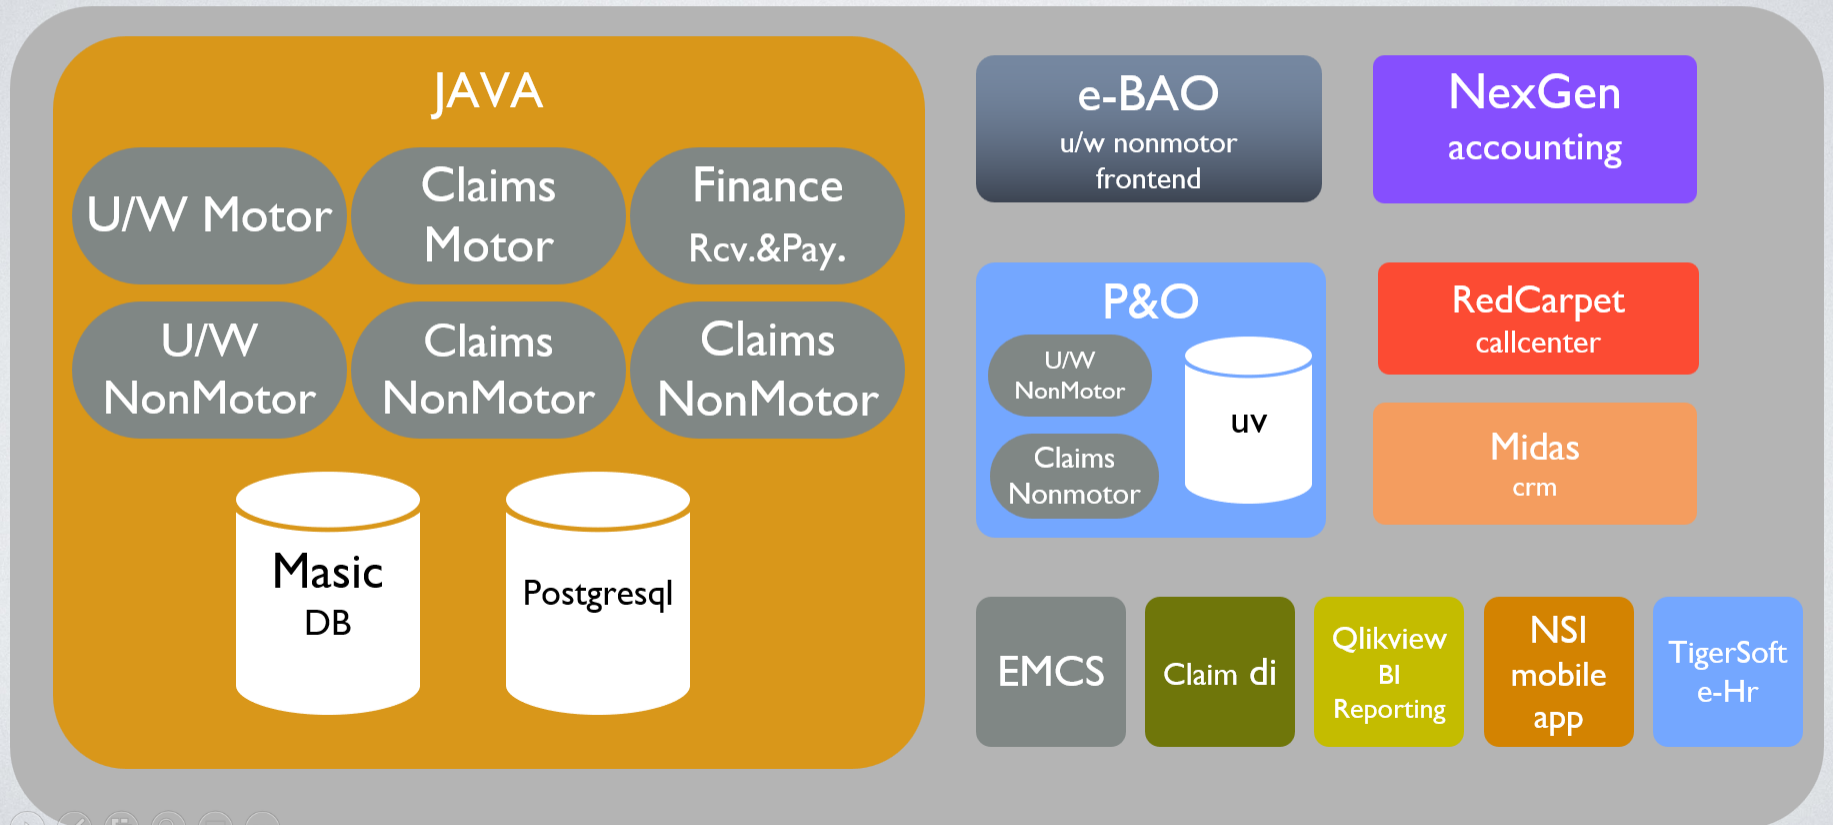 JAVA
U/W Motor
Claims
Motor
Finance
Rcv.&Pay.
U/W
NonMotor
Claims
NonMotor
Claims
NonMotor
Masic
DB
Postgresql
e-BAO
u/w nonmotor
frontend
NexGen
accounting
P&O
U/W
NonMotor
Claims
Nonmotor
uv
RedCarpet
callcenter
Midas
crm
EMCS
Claim di
Qlikview
BI
Reporting
NSI
mobile
app
TigerSoft
e-Hr